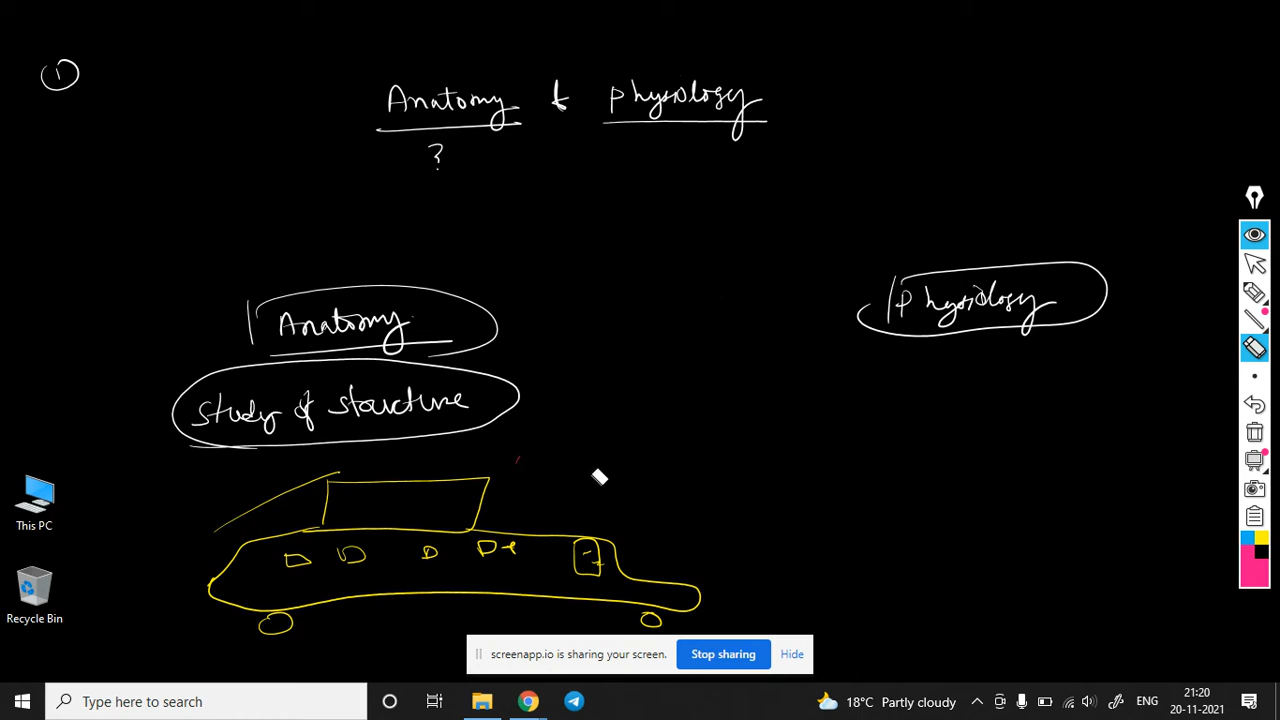 1
Anatomy & physiology
?
Physiology
Anatomy
Study of structure
This PC
Recycle Bin
screenapp.io is sharing your screen.
Stop sharing
Hide
Type here to search
18°C Partly cloudy
ENG
21:20
20-11-2021